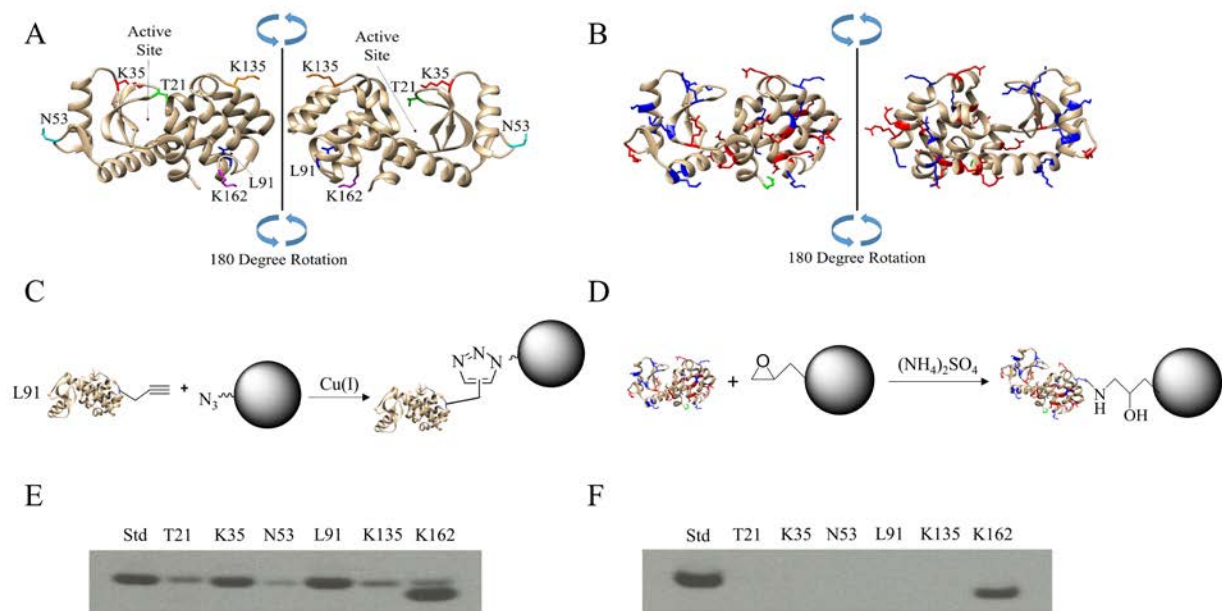 A
Active
Site
K35
T21
K135
N53
L91
K162
Active
Site
K135
K35
T21
N53
L91
K162
180 Degree Rotation
B
180 Degree Rotation
C
L91
+
N3
Cu(I)
N N N
D
O
+
(NH4)2SO4
N
H
OH
E
Std T21 K35 N53 L91 K135 K162
F
Std T21 K35 N53 L91 K135 K162